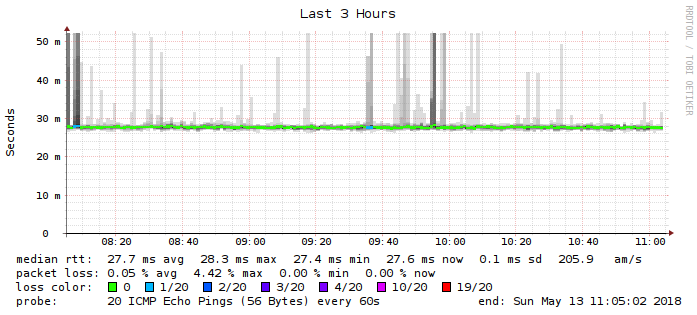 Last 3 Hours
RRDTOOL / TOBI OETIKER
Seconds
50 m
40 m
30 m
20 m
10 m
0
08:20 08:40 09:00 09:20 09:40 10:00 10:20 10:40 11:00
median rtt: 27.7 ms avg 28.3 ms max 27.4 ms min 27.6 ms now 0.1 ms sd 205.9 am/s
packet loss: 0.05 % avg 4.42 % max 0.00 % min 0.00 % now
loss color: 0 1/20 2/20 3/20 4/20 10/20 19/20
probe: 20 ICMP Echo Pings (56 Bytes) every 60s end: Sun May 13 11:05:02 2018